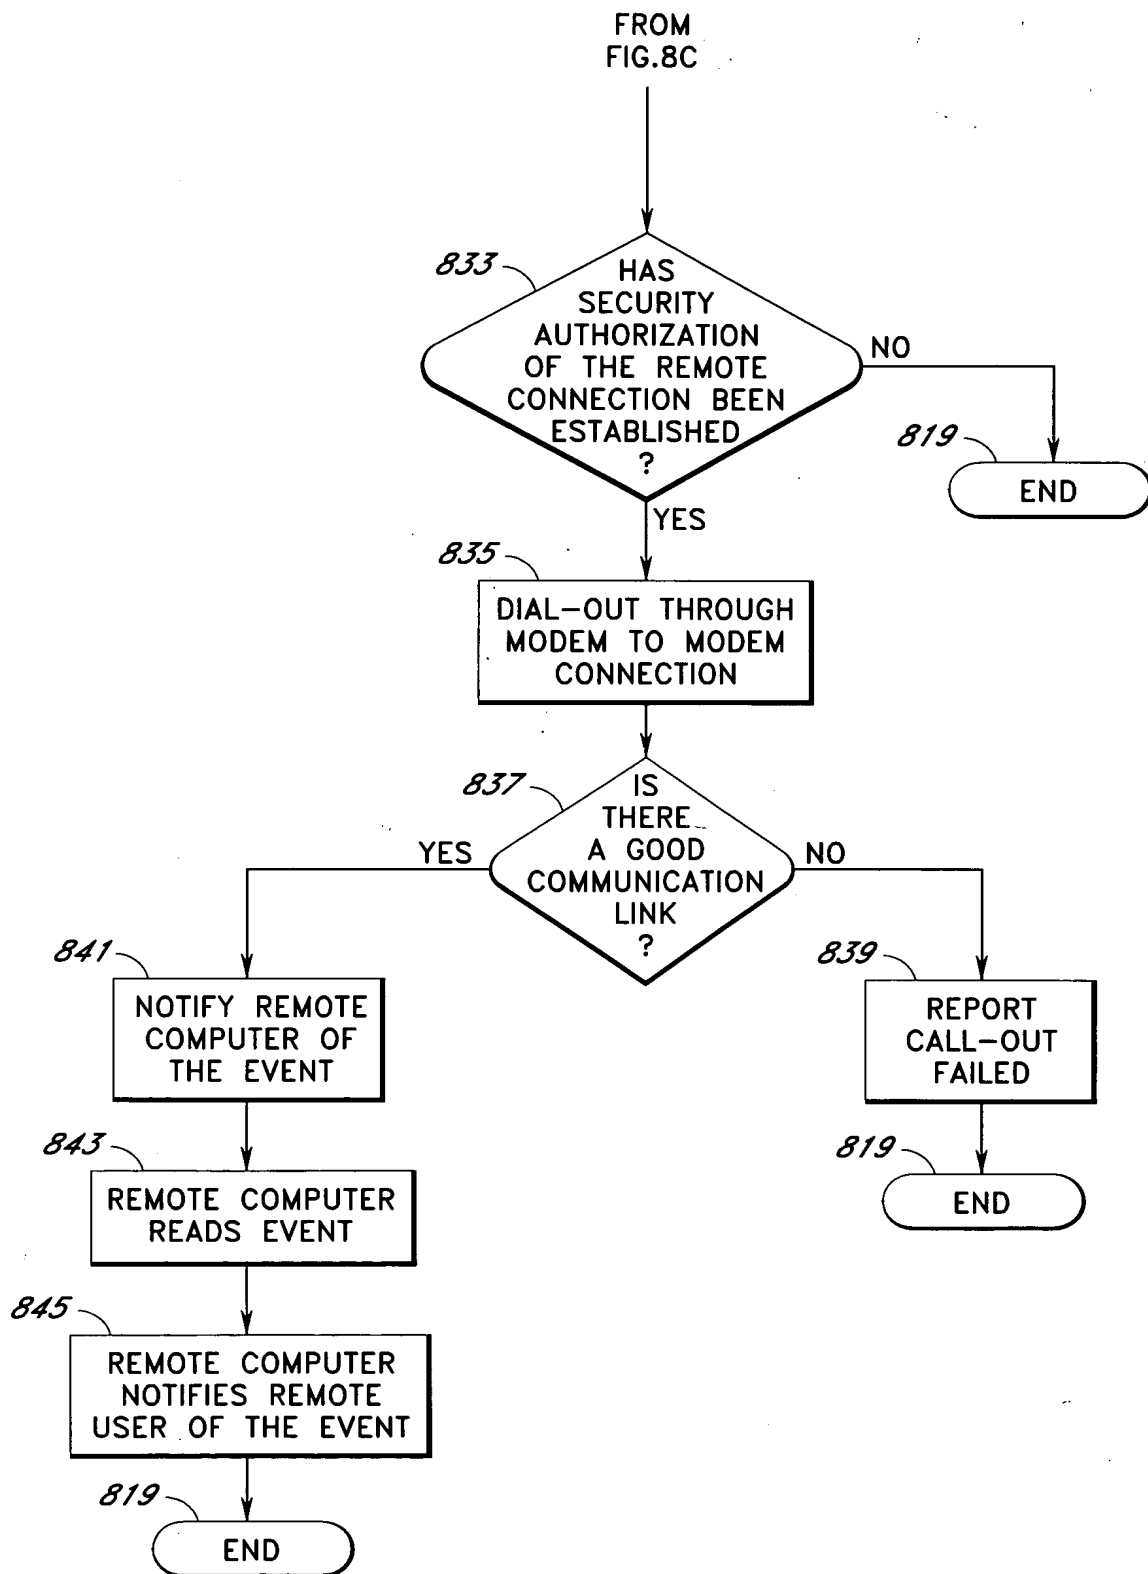 FROM
FIG.8C
833
HAS
SECURITY
AUTHORIZATION
OF THE REMOTE
CONNECTION BEEN
ESTABLISHED
?
NO
819
END
YES
835
DIAL-OUT THROUGH
MODEM TO MODEM
CONNECTION
837
IS
THERE
A GOOD
COMMUNICATION
LINK
?
YES
NO
841
NOTIFY REMOTE
COMPUTER OF
THE EVENT
839
REPORT
CALL-OUT
FAILED
843
REMOTE COMPUTER
READS EVENT
819
END
845
REMOTE COMPUTER
NOTIFIES REMOTE
USER OF THE EVENT
819
END